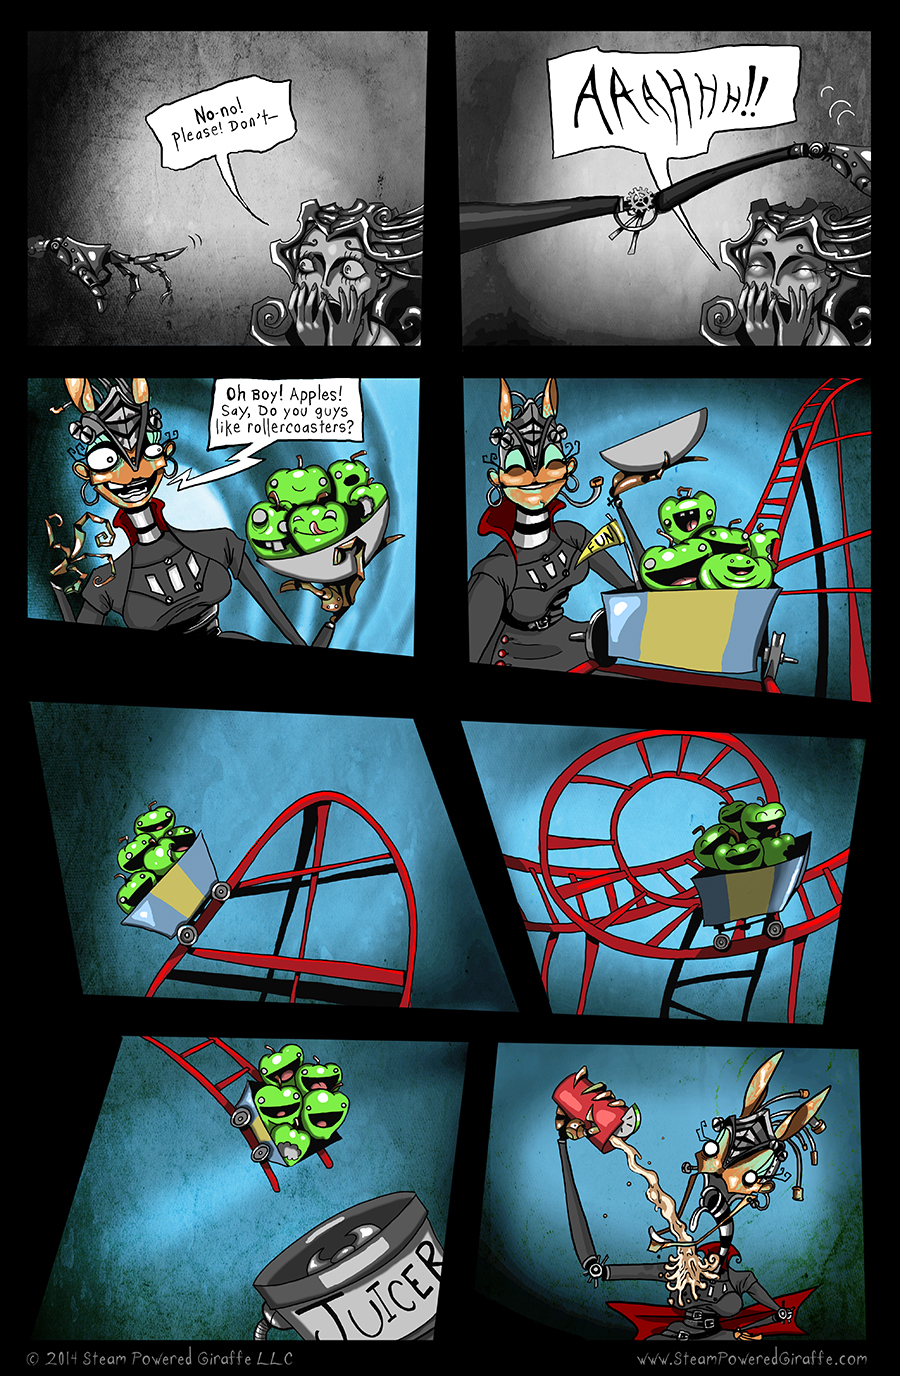 No-no!
Please! Don't—
ARAHHHH!!
Oh Boy! Apples!
Say, Do you guys
like rollercoasters?
FUN!
JUICER
© 2014 Steam Powered Giraffe LLC
www.SteamPoweredGiraffe.com